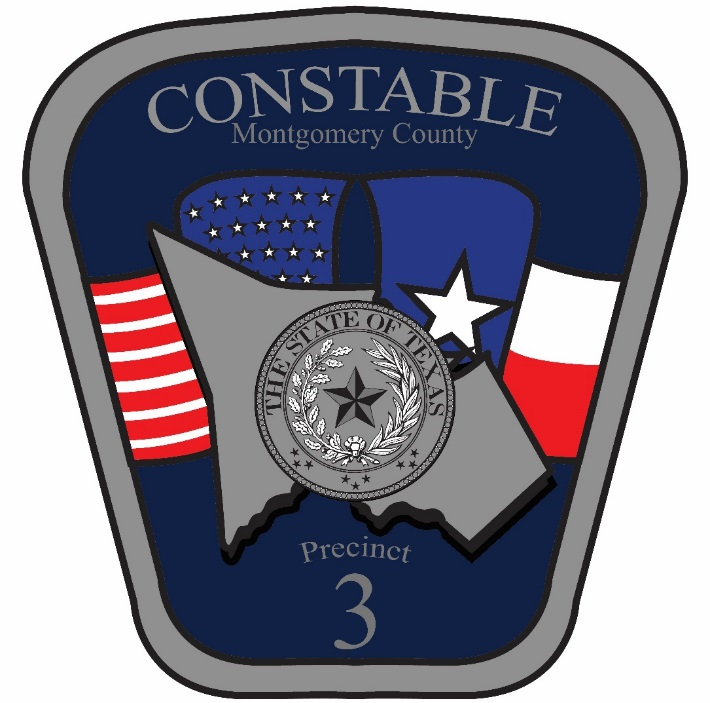 CONSTABLE
Montgomery County
THE STATE OF TEXAS
Precinct
3